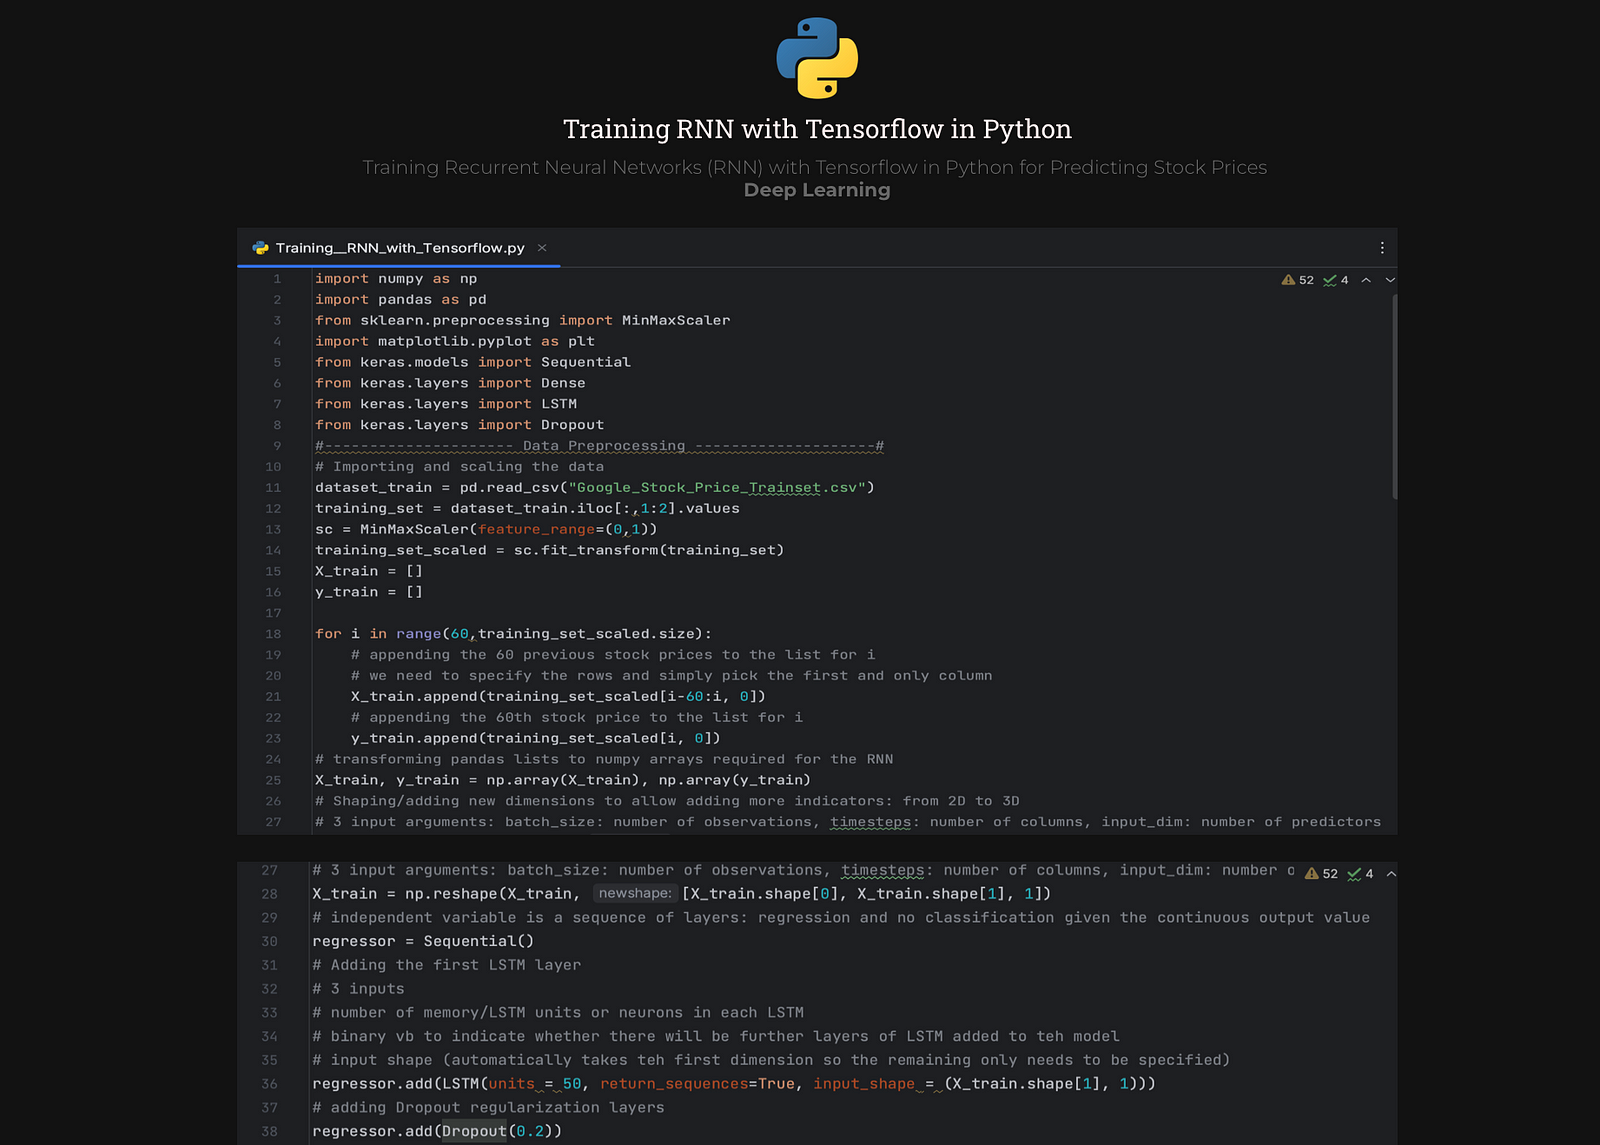 Training RNN with Tensorflow in Python
Training Recurrent Neural Networks (RNN) with Tensorflow in Python for Predicting Stock Prices
Deep Learning
Training__RNN_with_Tensorflow.py
52 4
1 import numpy as np
2 import pandas as pd
3 from sklearn.preprocessing import MinMaxScaler
4 import matplotlib.pyplot as plt
5 from keras.models import Sequential
6 from keras.layers import Dense
7 from keras.layers import LSTM
8 from keras.layers import Dropout
9 #--------------------- Data Preprocessing --------------------#
10 # Importing and scaling the data
11 dataset_train = pd.read_csv("Google_Stock_Price_Trainset.csv")
12 training_set = dataset_train.iloc[:,1:2].values
13 sc = MinMaxScaler(feature_range=(0,1))
14 training_set_scaled = sc.fit_transform(training_set)
15 X_train = []
16 y_train = []
17
18 for i in range(60,training_set_scaled.size):
19     # appending the 60 previous stock prices to the list for i
20     # we need to specify the rows and simply pick the first and only column
21     X_train.append(training_set_scaled[i-60:i, 0])
22     # appending the 60th stock price to the list for i
23     y_train.append(training_set_scaled[i, 0])
24 # transforming pandas lists to numpy arrays required for the RNN
25 X_train, y_train = np.array(X_train), np.array(y_train)
26 # Shaping/adding new dimensions to allow adding more indicators: from 2D to 3D
27 # 3 input arguments: batch_size: number of observations, timesteps: number of columns, input_dim: number of predictors
27 # 3 input arguments: batch_size: number of observations, timesteps: number of columns, input_dim: number o 52 4
28 X_train = np.reshape(X_train, newshape: [X_train.shape[0], X_train.shape[1], 1])
29 # independent variable is a sequence of layers: regression and no classification given the continuous output value
30 regressor = Sequential()
31 # Adding the first LSTM layer
32 # 3 inputs
33 # number of memory/LSTM units or neurons in each LSTM
34 # binary vb to indicate whether there will be further layers of LSTM added to teh model
35 # input shape (automatically takes teh first dimension so the remaining only needs to be specified)
36 regressor.add(LSTM(units = 50, return_sequences=True, input_shape = (X_train.shape[1], 1)))
37 # adding Dropout regularization layers
38 regressor.add(Dropout(0.2))